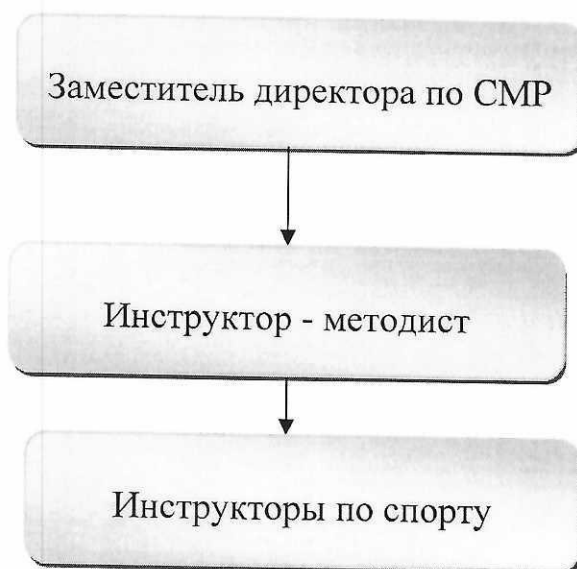 Заместитель директора по СМР
Инструктор - методист
Инструкторы по спорту